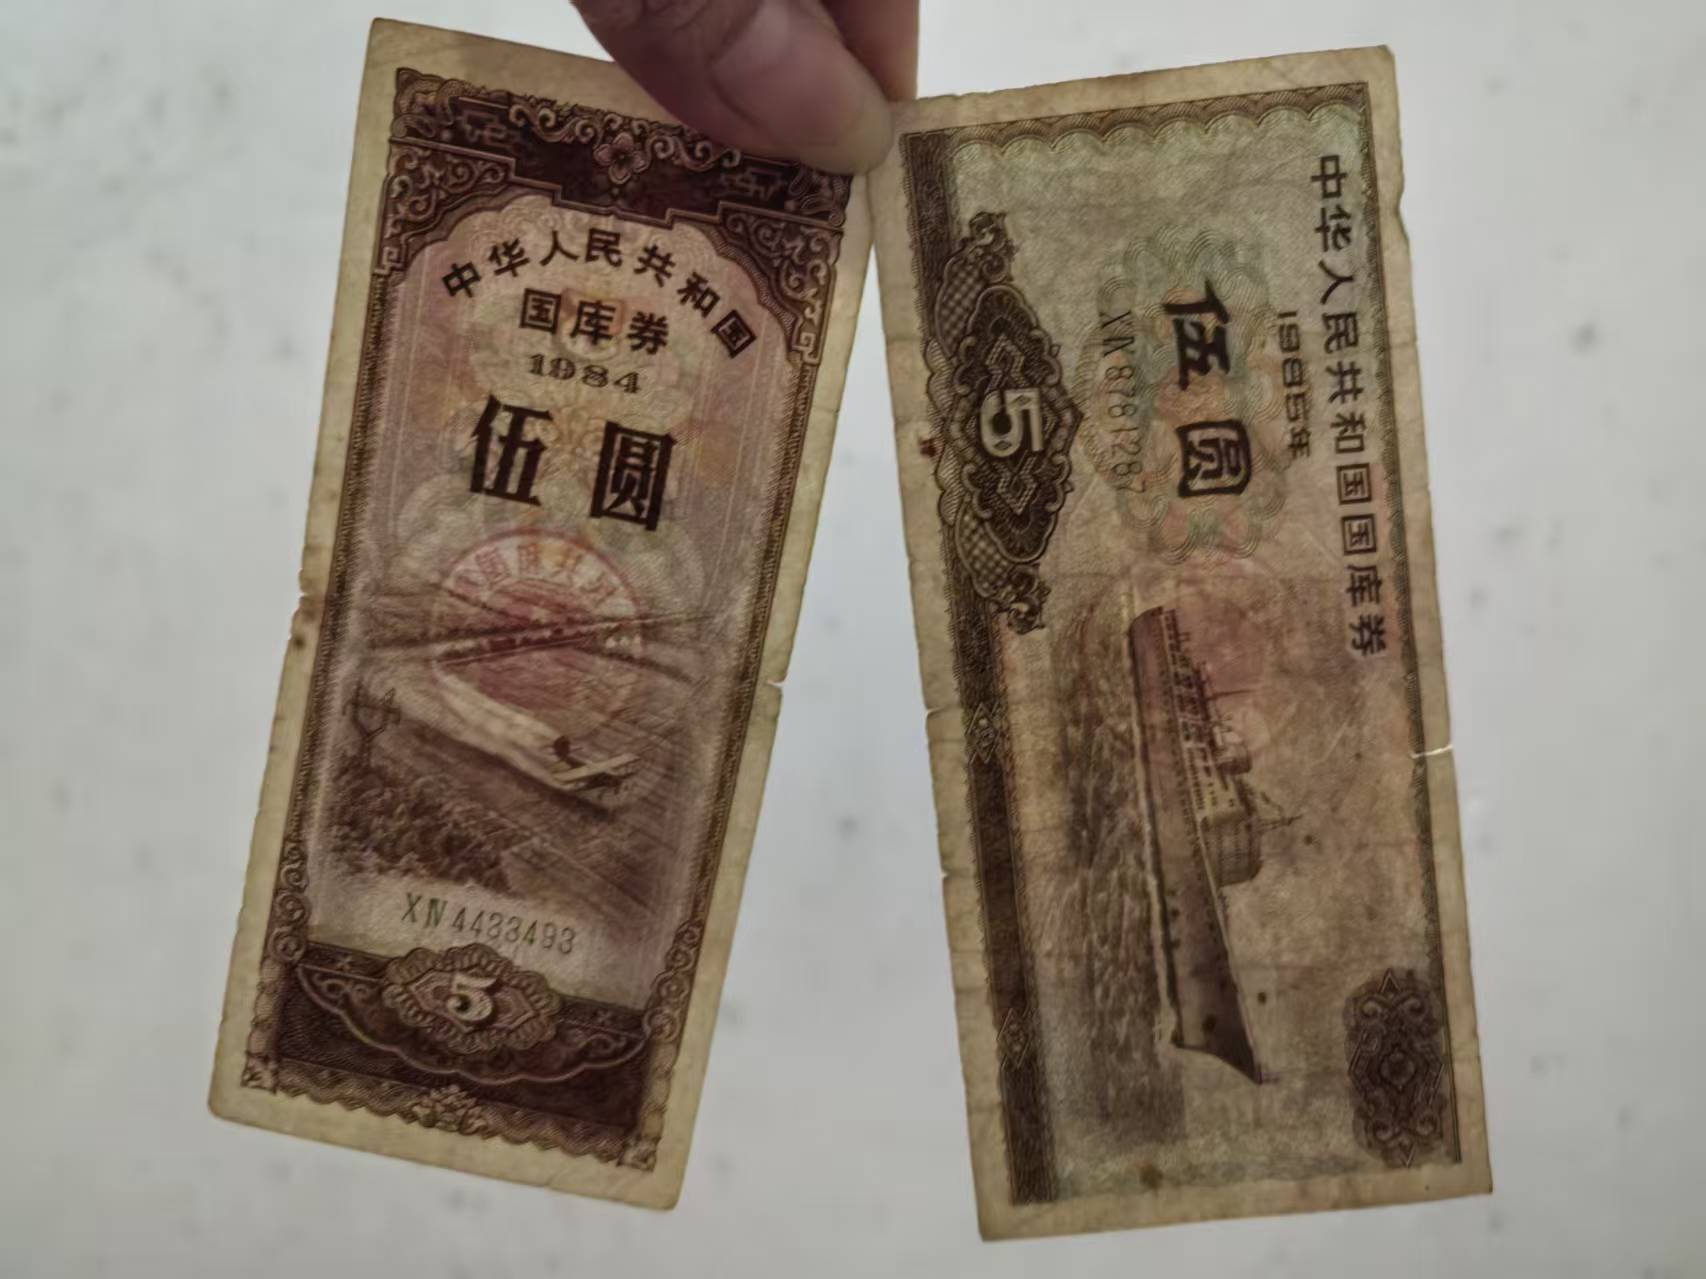 中华人民共和国
国库券
1984
伍圆
XIV 4433493
5
中华人民共和国国库券
1985年
伍圆
XIX 8781287
5